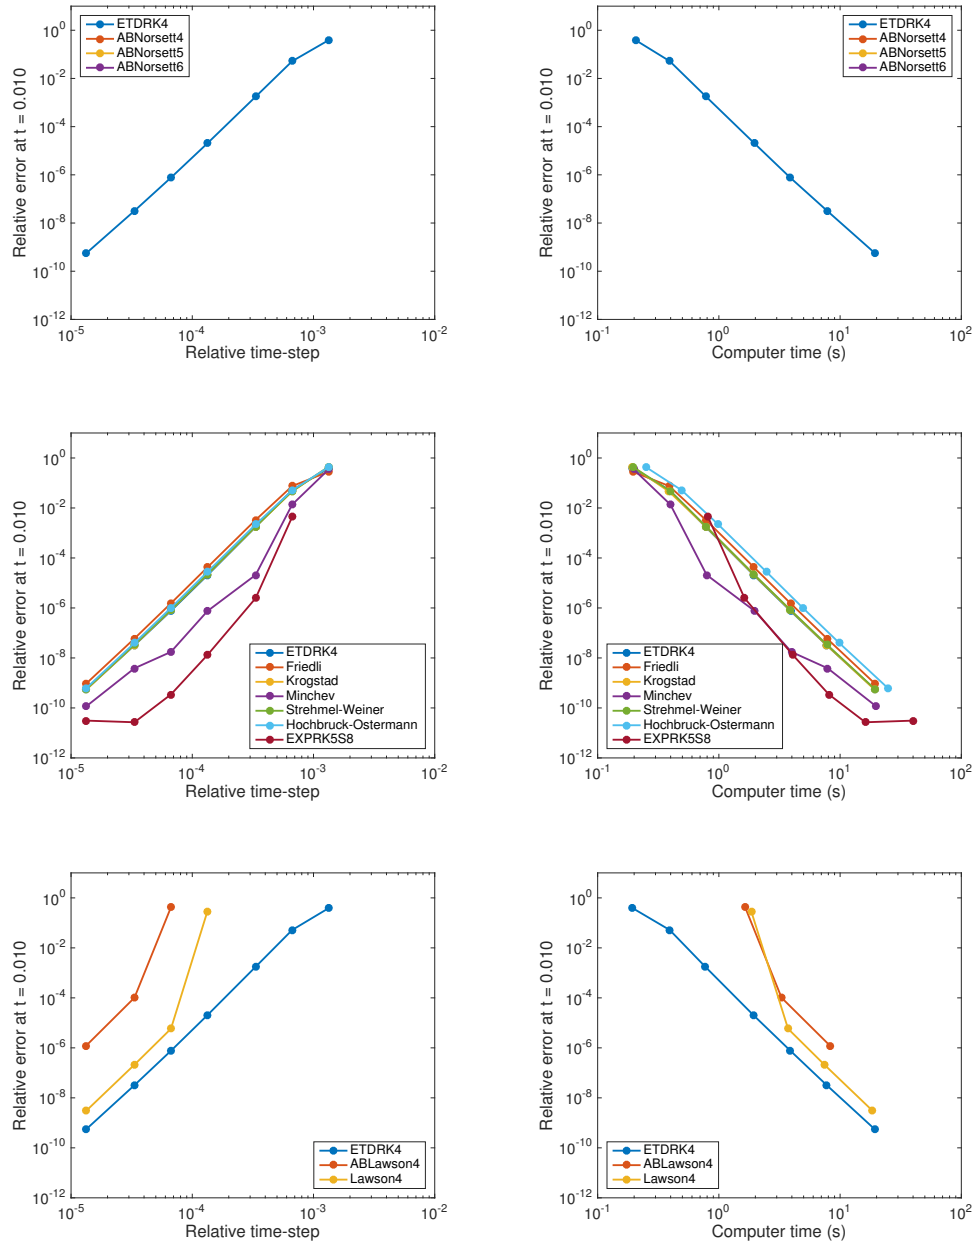 ETDRK4
ABNorsett4
ABNorsett5
ABNorsett6
10^0
10^-2
10^-4
10^-6
10^-8
10^-10
10^-12
Relative error at t = 0.010
10^-5
10^-4
10^-3
10^-2
Relative time-step
ETDRK4
ABNorsett4
ABNorsett5
ABNorsett6
10^0
10^-2
10^-4
10^-6
10^-8
10^-10
10^-12
Relative error at t = 0.010
10^-1
10^0
10^1
10^2
Computer time (s)
10^0
10^-2
10^-4
10^-6
10^-8
10^-10
10^-12
Relative error at t = 0.010
ETDRK4
Friedli
Krogstad
Minchev
Strehmel-Weiner
Hochbruck-Ostermann
EXPRK5S8
10^-5
10^-4
10^-3
10^-2
Relative time-step
10^0
10^-2
10^-4
10^-6
10^-8
10^-10
10^-12
Relative error at t = 0.010
ETDRK4
Friedli
Krogstad
Minchev
Strehmel-Weiner
Hochbruck-Ostermann
EXPRK5S8
10^-1
10^0
10^1
10^2
Computer time (s)
10^0
10^-2
10^-4
10^-6
10^-8
10^-10
10^-12
Relative error at t = 0.010
ETDRK4
ABLawson4
Lawson4
10^-5
10^-4
10^-3
10^-2
Relative time-step
10^0
10^-2
10^-4
10^-6
10^-8
10^-10
10^-12
Relative error at t = 0.010
ETDRK4
ABLawson4
Lawson4
10^-1
10^0
10^1
10^2
Computer time (s)